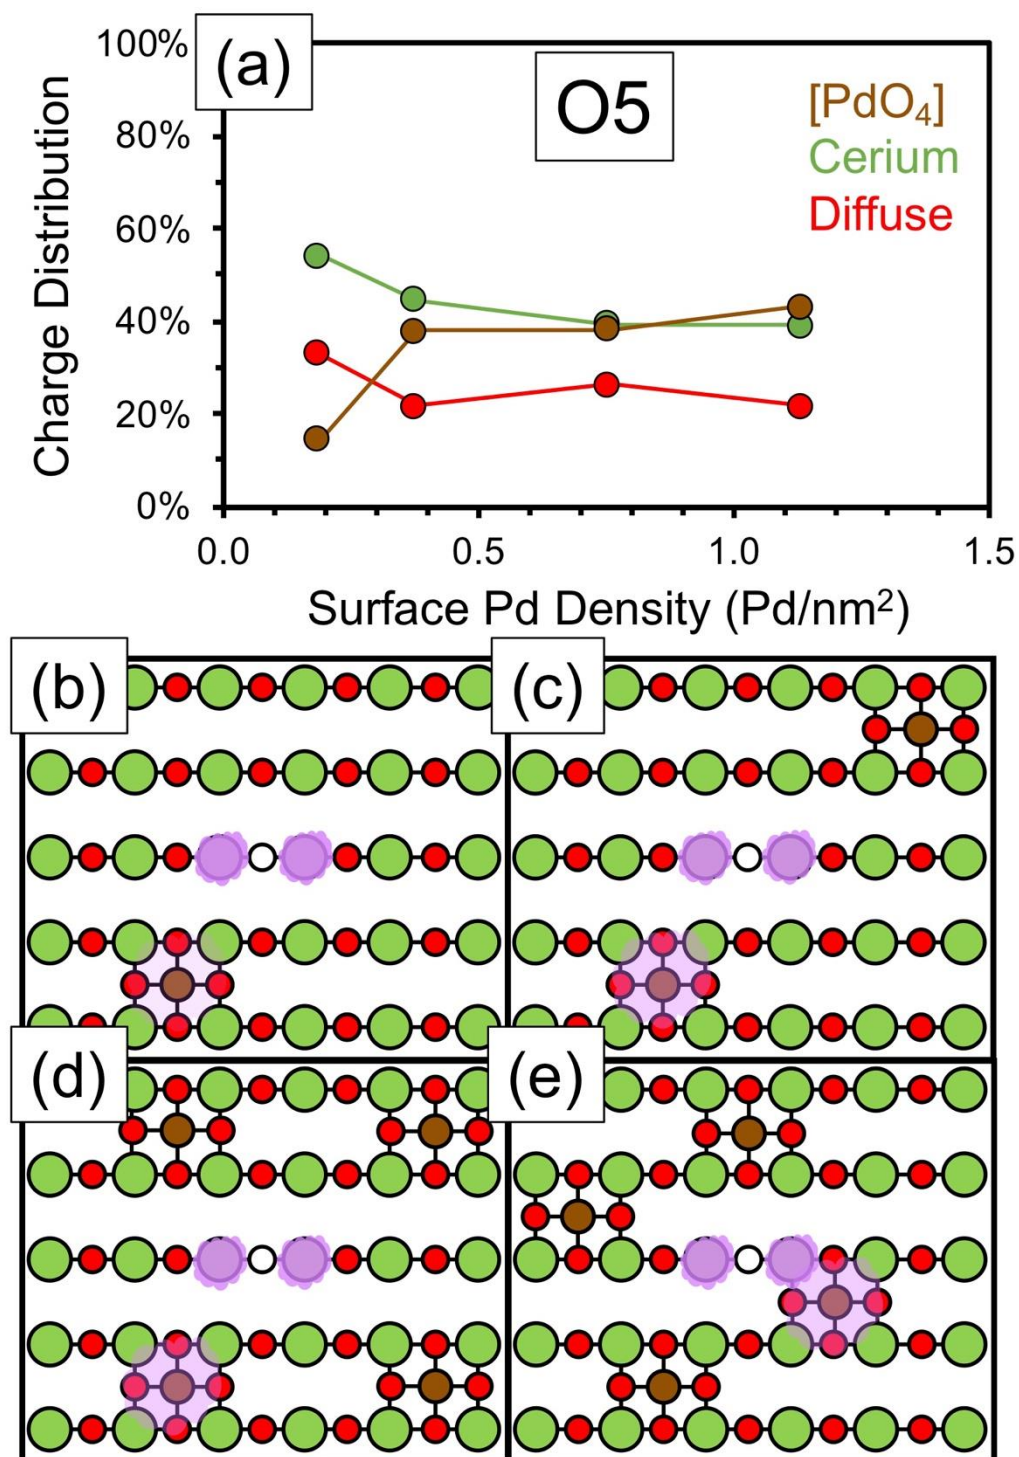 (a)
O5
[PdO₄]
Cerium
Diffuse
Charge Distribution
100%
80%
60%
40%
20%
0%
0.0 0.5 1.0 1.5
Surface Pd Density (Pd/nm²)
(b) (c)
(d) (e)